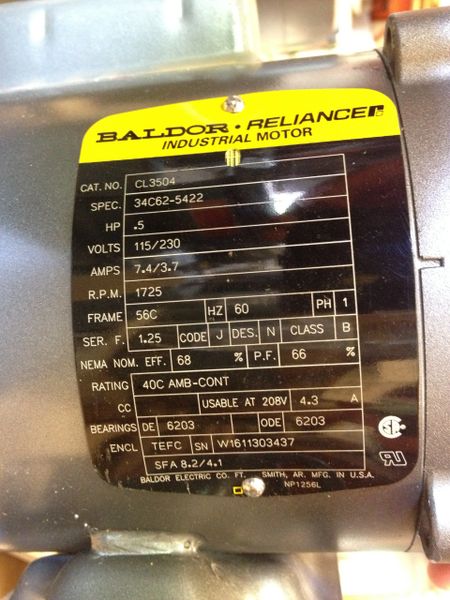 BALDOR · RELIANCE
INDUSTRIAL MOTOR
CAT. NO. CL3504
SPEC. 34C62-5422
HP .5
VOLTS 115/230
AMPS 7.4/3.7
R.P.M. 1725
FRAME 56C HZ 60 PH 1
SER. F. 1.25 CODE J DES. N CLASS B
NEMA NOM. EFF. 68 % P.F. 66 %
RATING 40C AMB-CONT
CC USABLE AT 208V 4.3 A
BEARINGS DE 6203 ODE 6203
ENCL TEFC SN W1611303437
SFA 8.2/4.1
BALDOR ELECTRIC CO. FT. SMITH, AR. MFG. IN U.S.A.
NP1256L